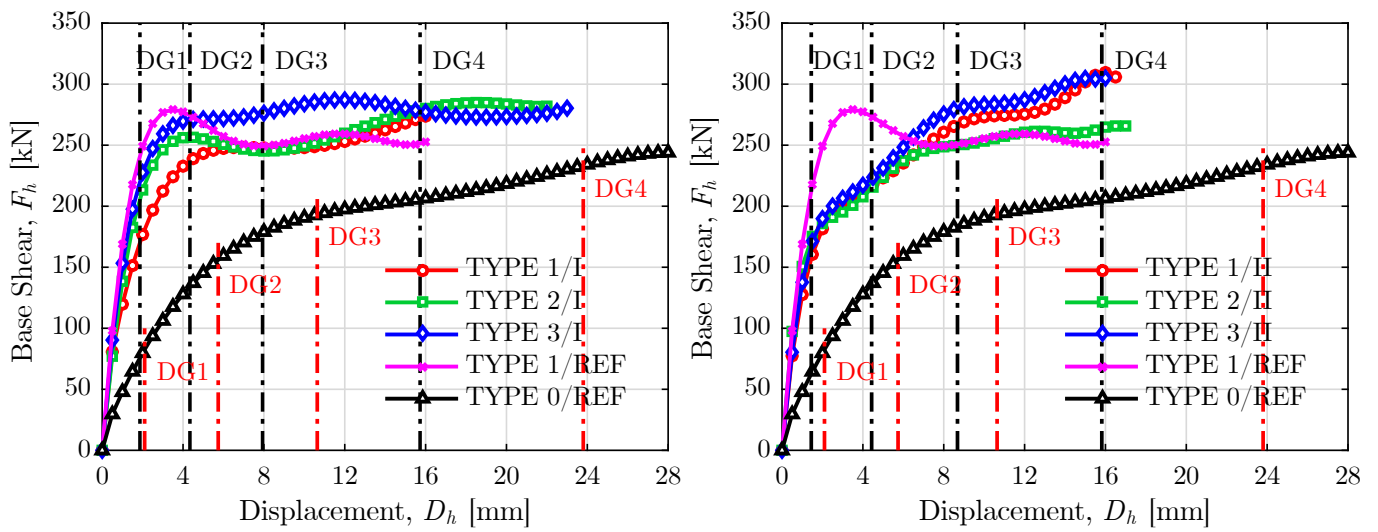 350
300
250
200
150
100
50
0
Base Shear, F_h [kN]
DG1 DG2 DG3 DG4
DG4
DG3
DG2
DG1
TYPE 1/I
TYPE 2/I
TYPE 3/I
TYPE 1/REF
TYPE 0/REF
0 4 8 12 16 20 24 28
Displacement, D_h [mm]
350
300
250
200
150
100
50
0
Base Shear, F_h [kN]
DG1 DG2 DG3 DG4
DG4
DG3
DG2
DG1
TYPE 1/II
TYPE 2/II
TYPE 3/II
TYPE 1/REF
TYPE 0/REF
0 4 8 12 16 20 24 28
Displacement, D_h [mm]